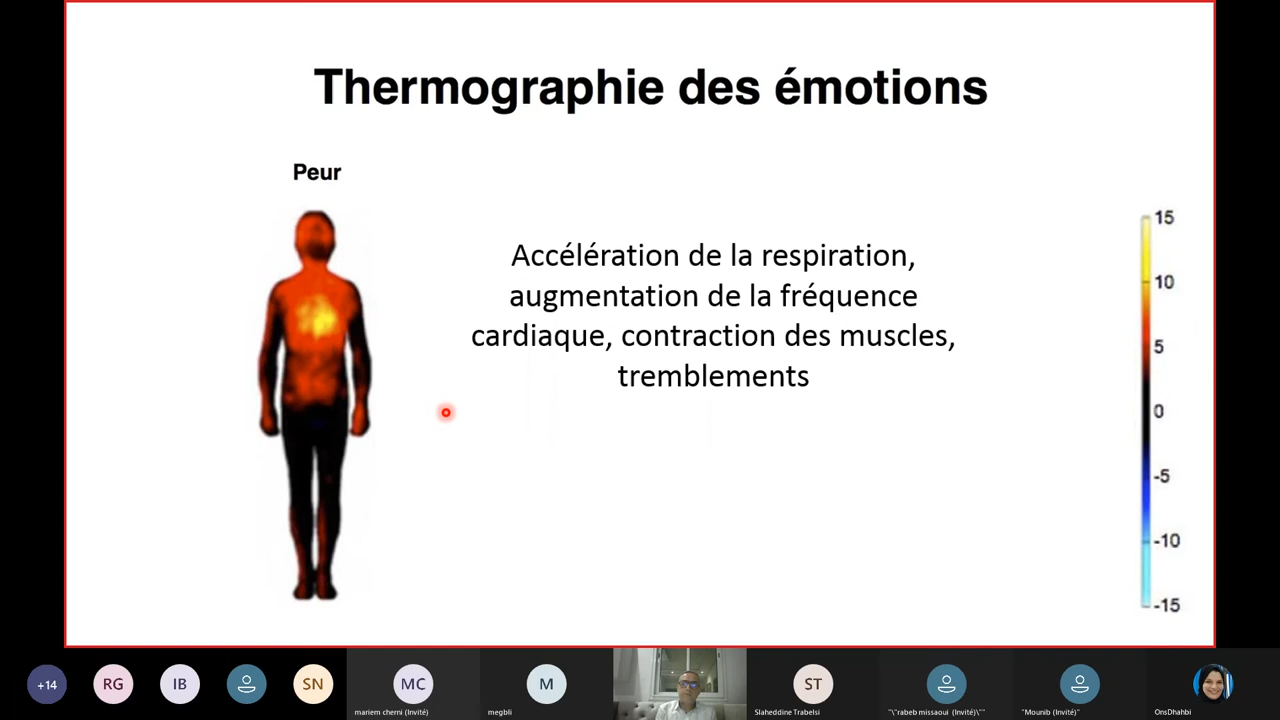 Thermographie des émotions
Peur
Accélération de la respiration,
augmentation de la fréquence
cardiaque, contraction des muscles,
tremblements
15
10
5
0
-5
-10
-15
+14
RG
IB
SN
MC
mariem cherni (Invité)
M
megbli
ST
Slaheddine Trabelsi
"\"rabeb missaoui (Invité)\""
"Mounib (Invité)"
OnsDhahbi